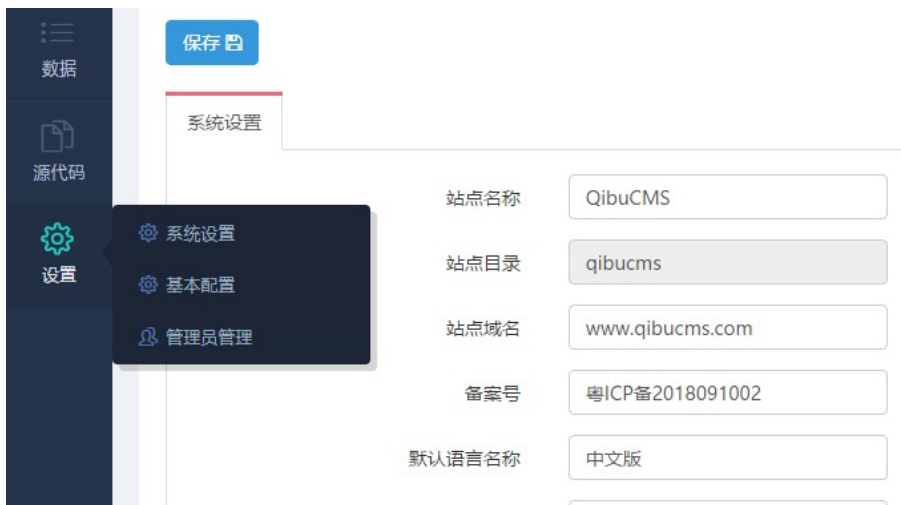 数据
源代码
设置
系统设置
基本配置
管理员管理
保存
系统设置
站点名称 QibuCMS
站点目录 qibucms
站点域名 www.qibucms.com
备案号 粤ICP备2018091002
默认语言名称 中文版